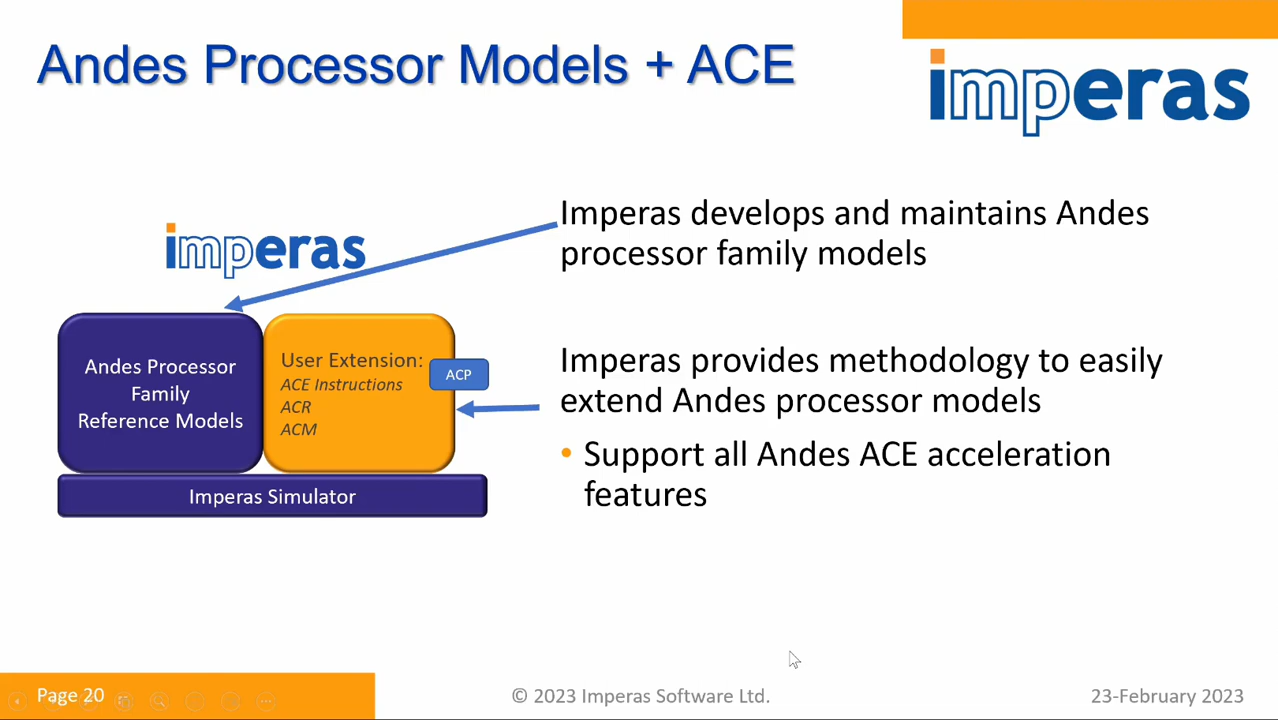 Andes Processor Models + ACE
imperas
Imperas develops and maintains Andes
processor family models
imperas
Andes Processor
Family
Reference Models
User Extension:
ACE Instructions
ACR
ACM
ACP
Imperas provides methodology to easily
extend Andes processor models
• Support all Andes ACE acceleration
features
Imperas Simulator
Page 20
© 2023 Imperas Software Ltd.
23-February 2023